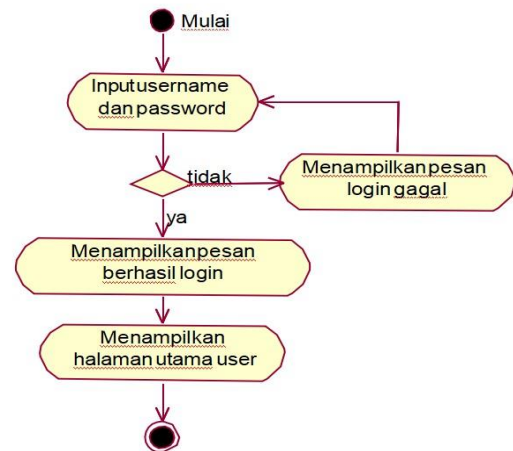 Mulai
Inputusername
dan password
tidak
Menampilkanpesan
login gagal
ya
Menampilkanpesan
berhasil login
Menampilkan
halaman utama user